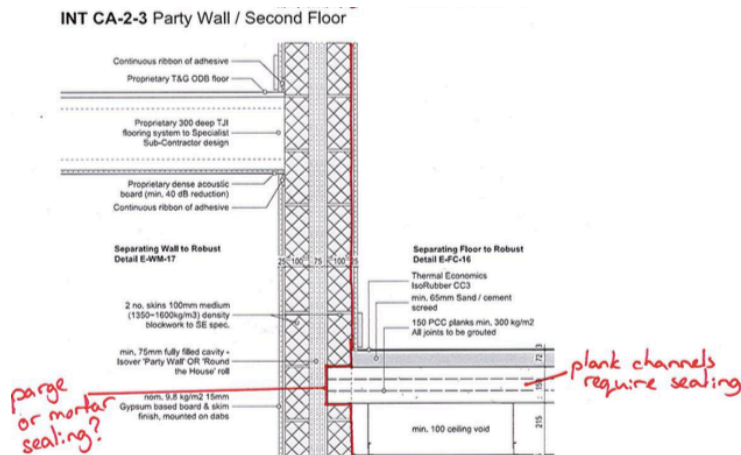 INT CA-2-3 Party Wall / Second Floor
Continuous ribbon of adhesive
Proprietary T&G ODB floor
Proprietary 300 deep TJI
flooring system to Specialist
Sub-Contractor design
Proprietary dense acoustic
board (min. 40 dB reduction)
Continuous ribbon of adhesive
Separating Wall to Robust
Detail E-WM-17
25 100 75 100 25
Separating Floor to Robust
Detail E-FC-16
Thermal Economics
IsoRubber CC3
min. 65mm Sand / cement
screed
150 PCC planks min. 300 kg/m2
All joints to be grouted
2 no. skins 100mm medium
(1350~1600kg/m3) density
blockwork to SE spec.
min. 75mm fully filled cavity -
Isover 'Party Wall' OR 'Round
the House' roll
nom. 9.8 kg/m2 15mm
Gypsum based board & skim
finish, mounted on dabs
parge
or mortar
sealing?
plank channels
require sealing
min. 100 ceiling void
3
72
215